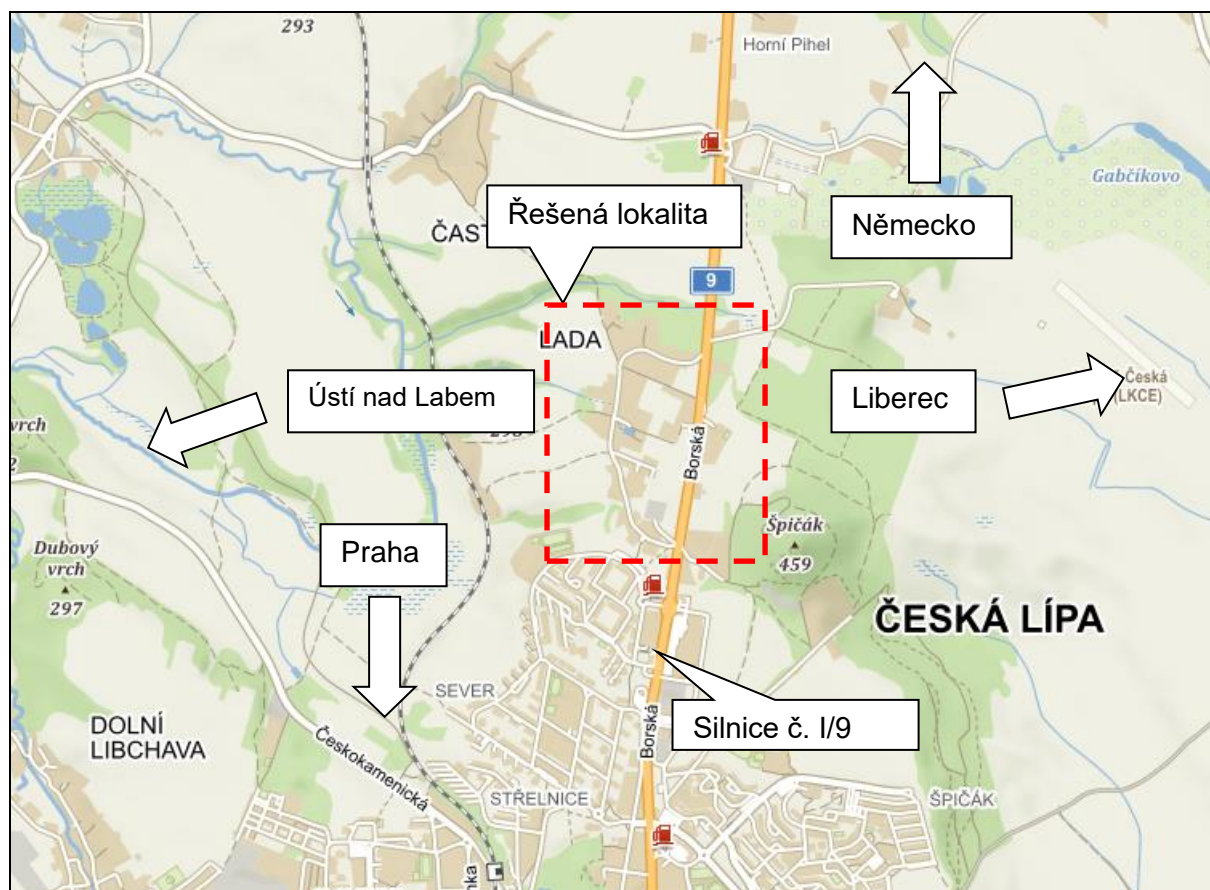 293
Horní Pihel
Gabčíkovo
Řešená lokalita
Německo
ČAST
9
LADA
Ústí nad Labem
Liberec
Česká
(LKCE)
vrch
Borská
Praha
Špičák
459
Dubový
vrch
297
ČESKÁ LÍPA
SEVER
Silnice č. I/9
DOLNÍ
LIBCHAVA
Českokamenická
Borská
STŘELNICE
ŠPIČÁK